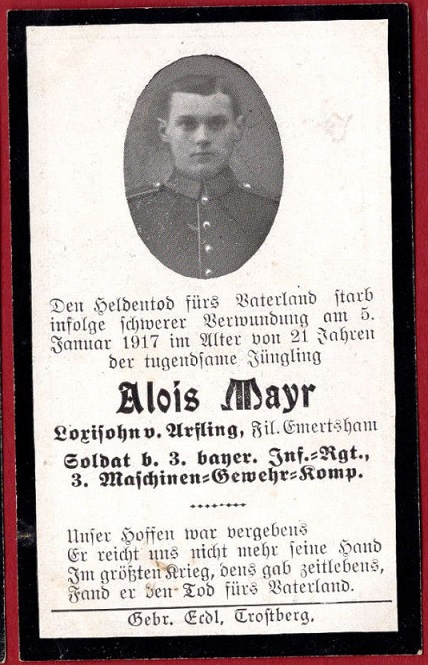 Den Heldentod fürs Vaterland starb
infolge schwerer Verwundung am 5.
Januar 1917 im Alter von 21 Jahren
der tugendsame Jüngling
Alois Mayr
Loxisohn v. Arfling, Fil. Emertsham
Soldat b. 3. bayer. Inf.-Rgt.,
3. Maschinen-Gewehr-Komp.
Unser Hoffen war vergebens
Er reicht uns nicht mehr seine Hand
Im größten Krieg, dens gab zeitlebens,
Fand er den Tod fürs Vaterland.
Gebr. Ecdl, Trostberg.